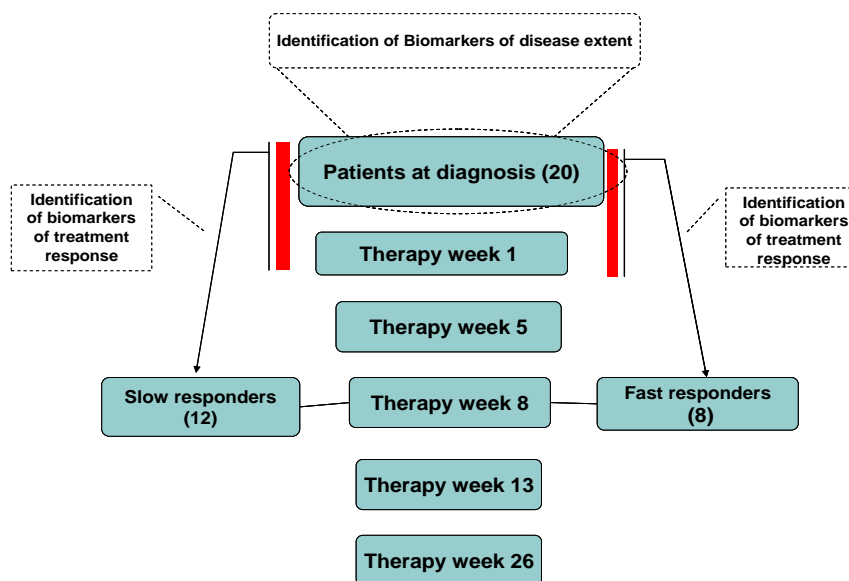 Identification of Biomarkers of disease extent
Patients at diagnosis (20)
Identification
of biomarkers
of treatment
response
Identification
of biomarkers
of treatment
response
Therapy week 1
Therapy week 5
Slow responders
(12)
Therapy week 8
Fast responders
(8)
Therapy week 13
Therapy week 26